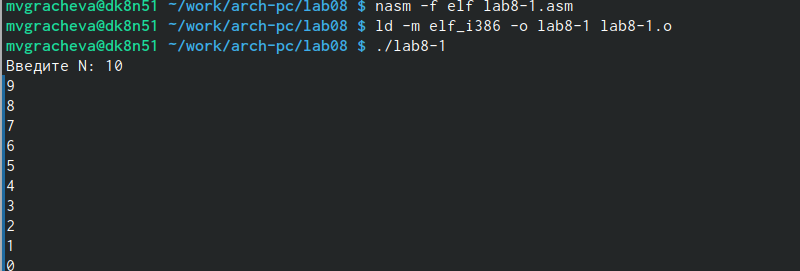 mvgracheva@dk8n51 ~/work/arch-pc/lab08 $ nasm -f elf lab8-1.asm
mvgracheva@dk8n51 ~/work/arch-pc/lab08 $ ld -m elf_i386 -o lab8-1 lab8-1.o
mvgracheva@dk8n51 ~/work/arch-pc/lab08 $ ./lab8-1
Введите N: 10
9
8
7
6
5
4
3
2
1
0